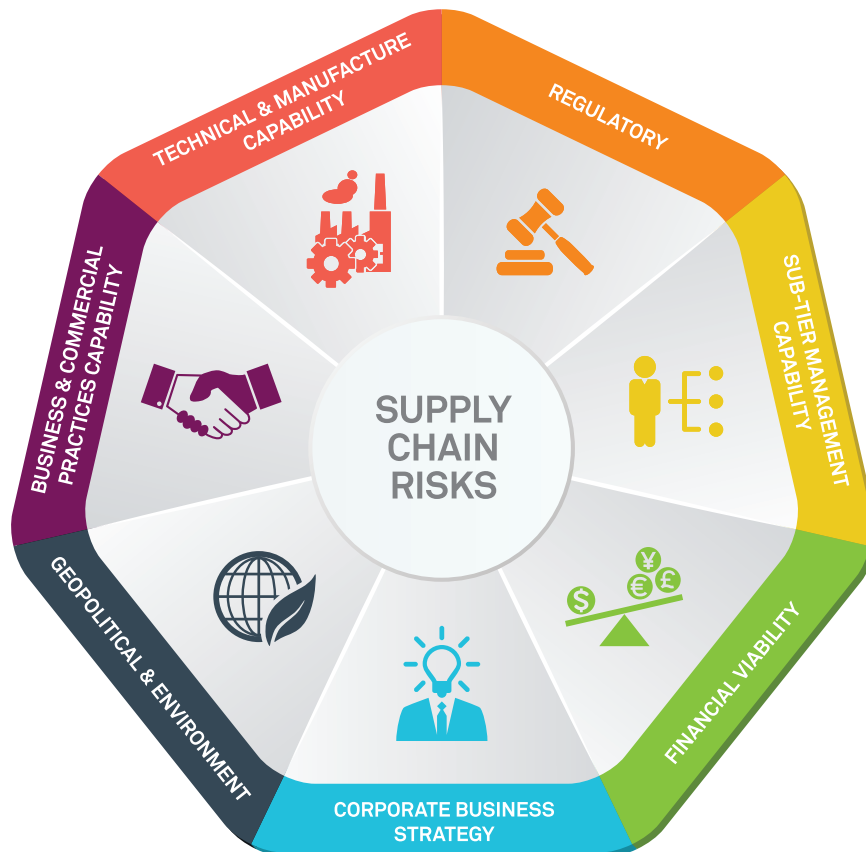 TECHNICAL & MANUFACTURE
CAPABILITY
REGULATORY
SUB-TIER MANAGEMENT
CAPABILITY
FINANCIAL VIABILITY
CORPORATE BUSINESS
STRATEGY
GEOPOLITICAL & ENVIRONMENT
BUSINESS & COMMERCIAL
PRACTICES CAPABILITY
SUPPLY
CHAIN
RISKS
$
¥
€
£